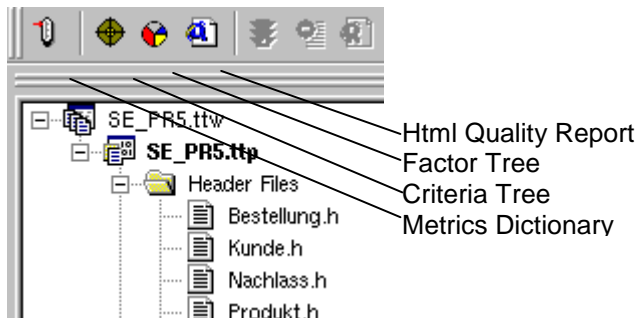 SE_PR5.ttw
SE_PR5.ttp
Header Files
Bestellung.h
Kunde.h
Nachlass.h
Produkt.h
Html Quality Report
Factor Tree
Criteria Tree
Metrics Dictionary